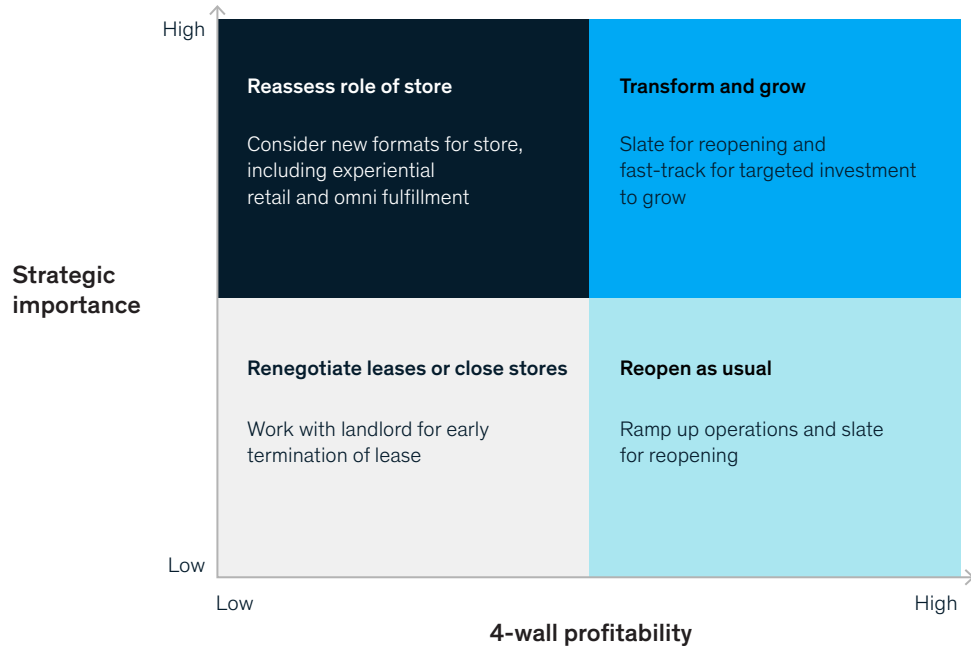 High
Reassess role of store
Consider new formats for store,
including experiential
retail and omni fulfillment
Transform and grow
Slate for reopening and
fast-track for targeted investment
to grow
Strategic
importance
Renegotiate leases or close stores
Work with landlord for early
termination of lease
Reopen as usual
Ramp up operations and slate
for reopening
Low
Low
High
4-wall profitability